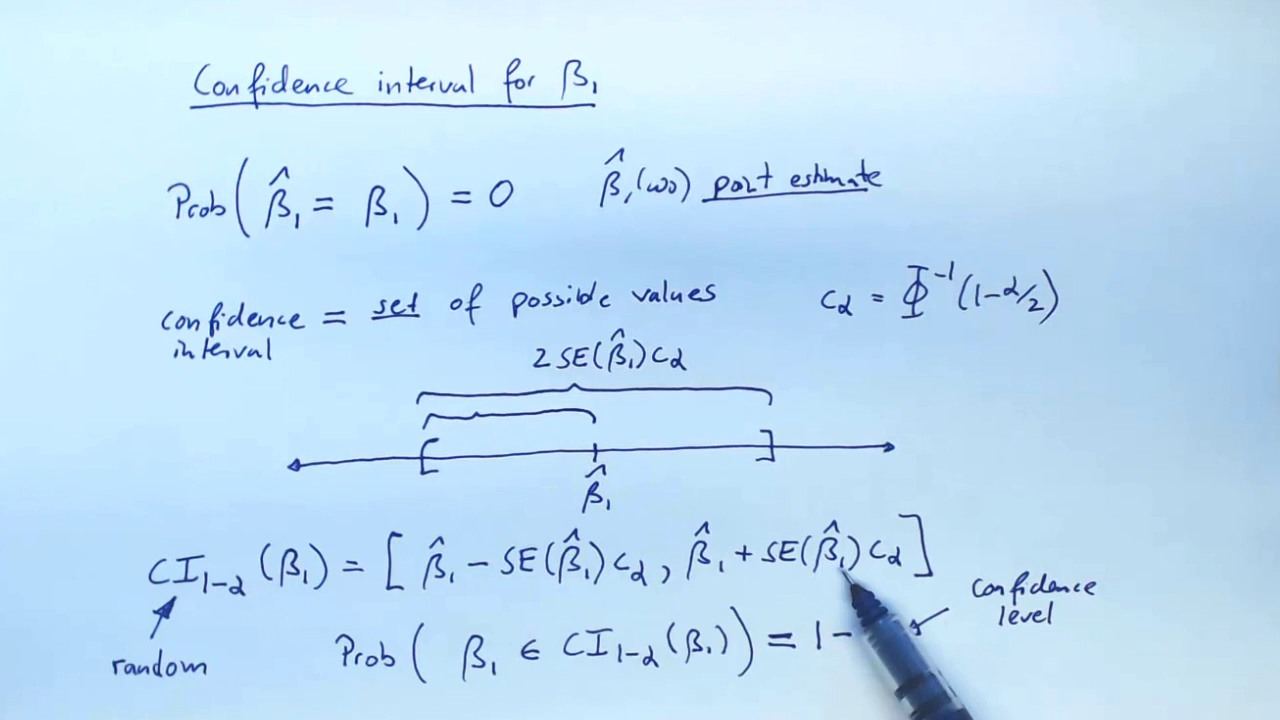 Confidence interval for β₁
Prob(β̂₁ = β₁) = 0   β̂₁(ω₀) point estimate
confidence interval = set of possible values   c_α = Φ⁻¹(1-α/2)
2 SE(β̂₁)c_α
β̂₁
CI₁₋α(β₁) = [β̂₁ - SE(β̂₁)c_α, β̂₁ + SE(β̂₁)c_α]
confidence level
random   Prob(β₁ ∈ CI₁₋α(β₁)) = 1-